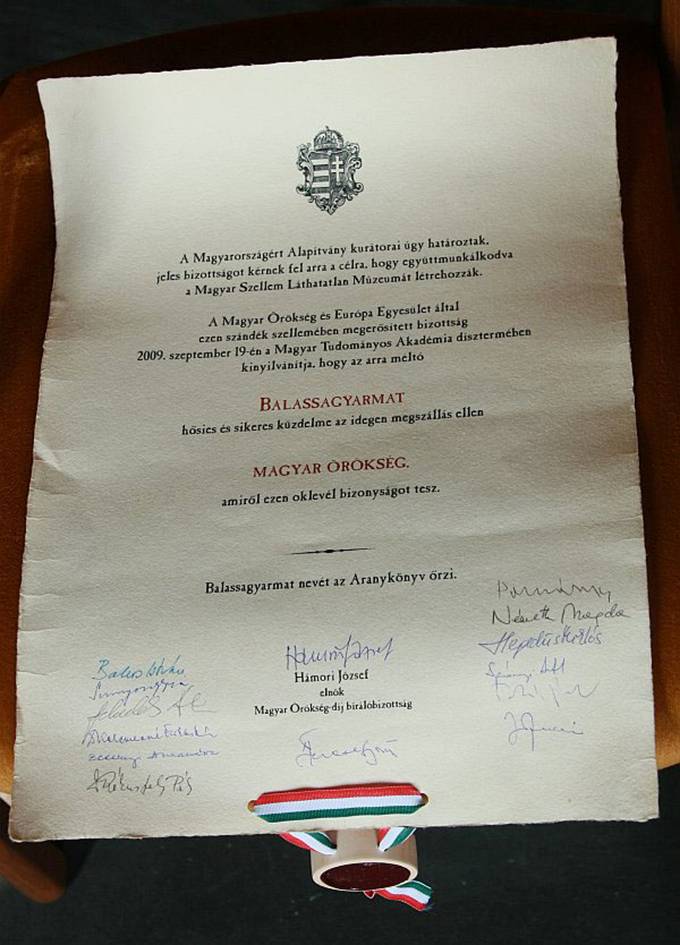 A Magyarországért Alapítvány kurátorai úgy határoztak,
jeles bizottságot kérnek fel arra a célra, hogy együttmunkálkodva
a Magyar Szellem Láthatatlan Múzeumát létrehozzák.
A Magyar Örökség és Európa Egyesület által
ezen szándék szellemében megerősített bizottság
2009. szeptember 19-én a Magyar Tudományos Akadémia dísztermében
kinyilvánítja, hogy az arra méltó
BALASSAGYARMAT
hősies és sikeres küzdelme az idegen megszállás ellen
MAGYAR ÖRÖKSÉG,
amiről ezen oklevél bizonyságot tesz.
Balassagyarmat nevét az Aranykönyv őrzi.
Németh Magda
Hámori József
Hámori József
elnök
Magyar Örökség-díj bírálóbizottság